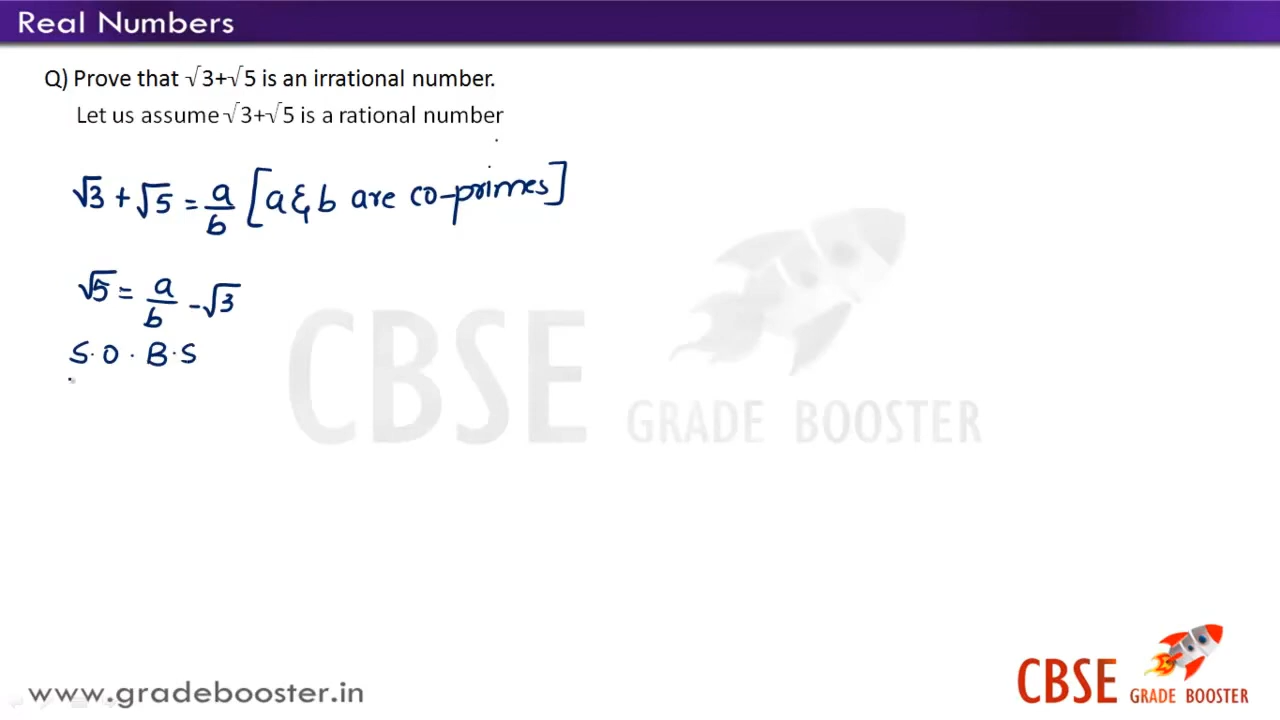 Real Numbers
Q) Prove that √3+√5 is an irrational number.
Let us assume √3+√5 is a rational number
√3 + √5 = a/b [a & b are co-primes]
√5 = a/b - √3
S.O.B.S
CBSE GRADE BOOSTER
www.gradebooster.in
CBSE GRADE BOOSTER